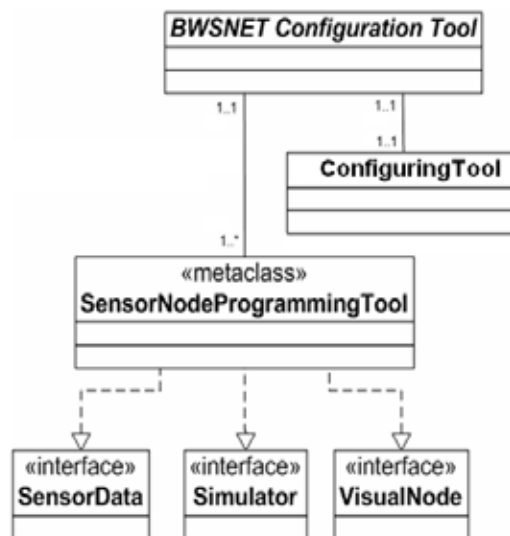 BWSNET Configuration Tool
1..1
1..1
1..1
ConfiguringTool
1..*
«metaclass»
SensorNodeProgrammingTool
«interface»
SensorData
«interface»
Simulator
«interface»
VisualNode